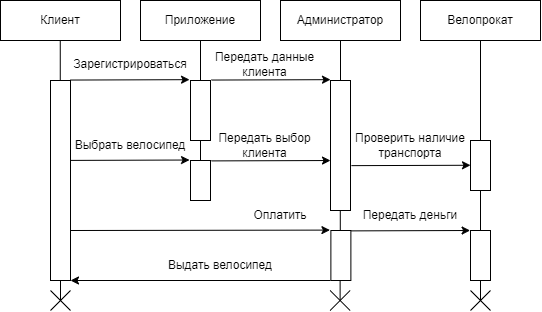 Клиент
Приложение
Администратор
Велопрокат
Зарегистрироваться
Передать данные
клиента
Выбрать велосипед
Передать выбор
клиента
Проверить наличие
транспорта
Оплатить
Передать деньги
Выдать велосипед